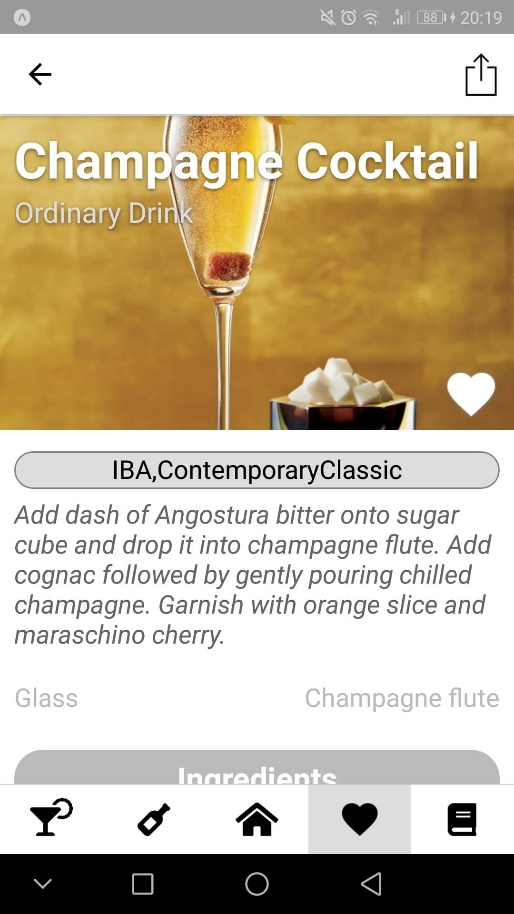 88 20:19
Champagne Cocktail
Ordinary Drink
IBA,ContemporaryClassic
Add dash of Angostura bitter onto sugar
cube and drop it into champagne flute. Add
cognac followed by gently pouring chilled
champagne. Garnish with orange slice and
maraschino cherry.
Glass Champagne flute
Ingredients